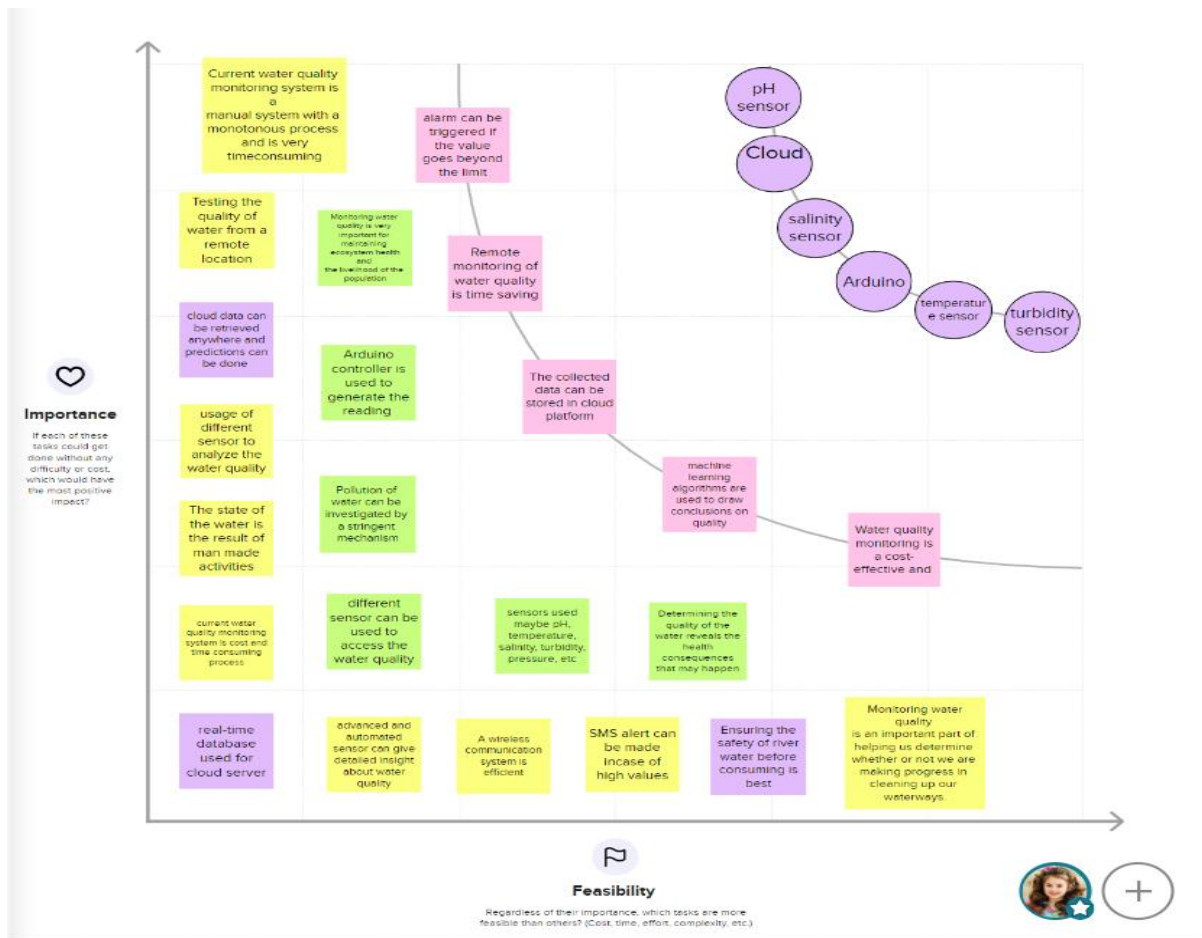 Current water quality
monitoring system is
a
manual system with a
monotonous process
and is very
timeconsuming
alarm can be
triggered if
the value
goes beyond
the limit
pH
sensor
Cloud
Testing the
quality of
water from a
remote
location
Monitoring water
quality is very
important for
maintaining
ecosystem health
and
the livelihood of the
population
Remote
monitoring of
water quality
is time saving
salinity
sensor
Arduino
temperatur
e sensor
turbidity
sensor
cloud data can
be retrieved
anywhere and
predictions can
be done
Arduino
controller is
used to
generate the
reading
The collected
data can be
stored in cloud
platform
Importance
If each of these
tasks could get
done without any
difficulty or cost,
which would have
the most positive
impact?
usage of
different
sensor to
analyze the
water quality
Pollution of
water can be
investigated by
a stringent
mechanism
machine
learning
algorithms are
used to draw
conclusions on
quality
The state of
the water is
the result of
man made
activities
Water quality
monitoring is
a cost-
effective and
current water
quality monitoring
system is cost and
time consuming
process
different
sensor can be
used to
access the
water quality
sensors used
maybe pH,
temperature,
salinity, turbidity,
pressure, etc
Determining the
quality of the
water reveals the
health
consequences
that may happen
real-time
database
used for
cloud server
advanced and
automated
sensor can give
detailed insight
about water
quality
A wireless
communication
system is
efficient
SMS alert can
be made
incase of
high values
Ensuring the
safety of river
water before
consuming is
best
Monitoring water
quality
is an important part of
helping us determine
whether or not we are
making progress in
cleaning up our
waterways.
Feasibility
Regardless of their importance, which tasks are more
feasible than others? (Cost, time, effort, complexity, etc.)